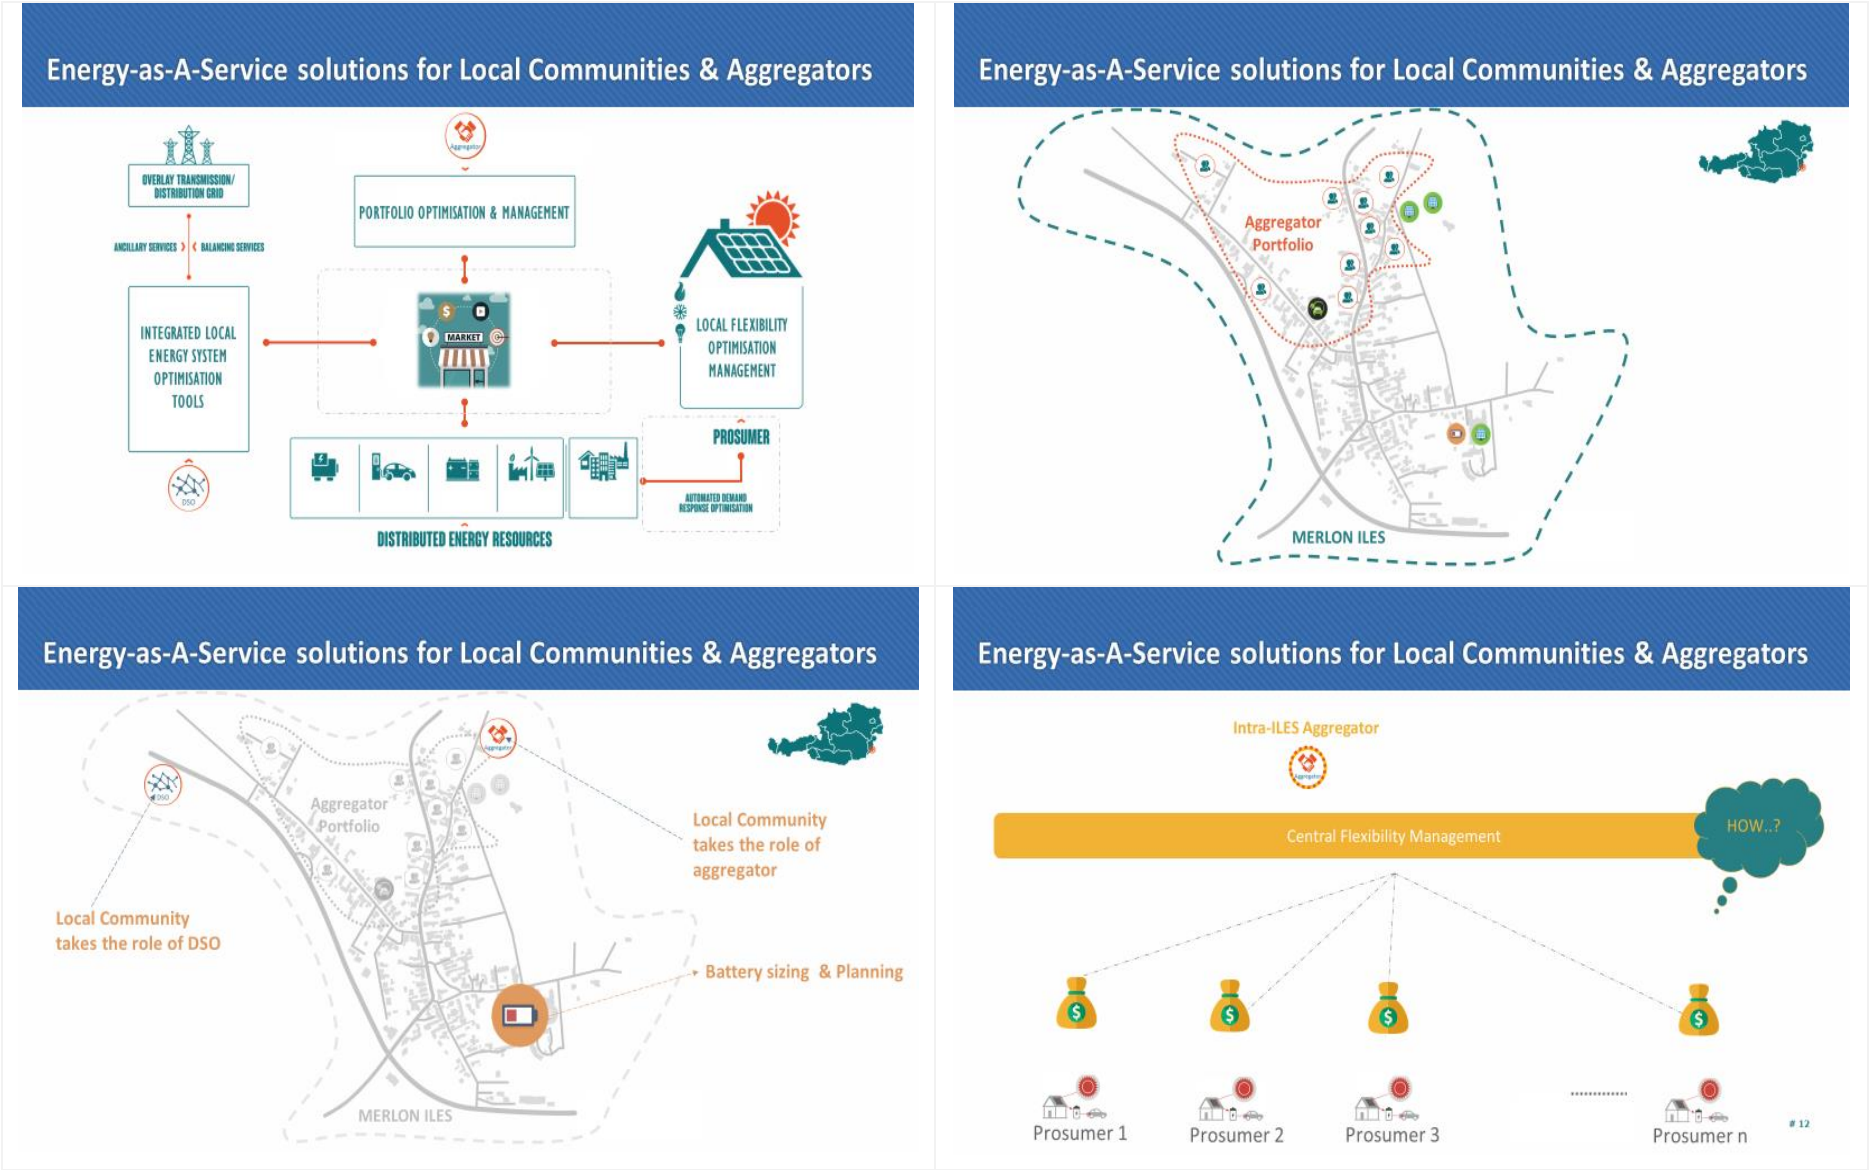 Energy-as-A-Service solutions for Local Communities & Aggregators
Aggregator
OVERLAY TRANSMISSION/
DISTRIBUTION GRID
PORTFOLIO OPTIMISATION & MANAGEMENT
ANCILLARY SERVICES
BALANCING SERVICES
INTEGRATED LOCAL
ENERGY SYSTEM
OPTIMISATION
TOOLS
MARKET
LOCAL FLEXIBILITY
OPTIMISATION
MANAGEMENT
PROSUMER
AUTOMATED DEMAND
RESPONSE OPTIMISATION
DSO
DISTRIBUTED ENERGY RESOURCES
Energy-as-A-Service solutions for Local Communities & Aggregators
Aggregator
Portfolio
MERLON ILES
Energy-as-A-Service solutions for Local Communities & Aggregators
Aggregator
DSO
Aggregator
Portfolio
Local Community
takes the role of
aggregator
Local Community
takes the role of DSO
Battery sizing & Planning
MERLON ILES
Energy-as-A-Service solutions for Local Communities & Aggregators
Intra-ILES Aggregator
Aggregator
Central Flexibility Management
HOW..?
$
$
$
$
Prosumer 1
Prosumer 2
Prosumer 3
Prosumer n
# 12